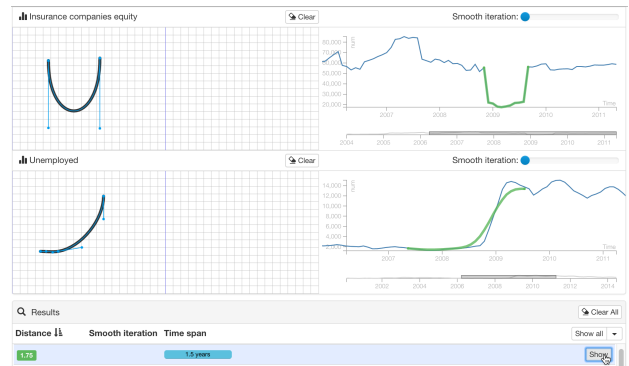 Insurance companies equity
Clear
Smooth iteration:
80,000
num
70,000
60,000
50,000
40,000
30,000
20,000
Time
2007 2008 2009 2010 2011
2004 2005 2006 2007 2008 2009 2010 2011
Unemployed
Clear
Smooth iteration:
num
14,000
12,000
10,000
8,000
6,000
4,000
2,000
Time
2007 2008 2009 2010 2011
2002 2004 2006 2008 2010 2012 2014
Results
Clear All
Distance Smooth iteration Time span
Show all
1.75 1.5 years Show